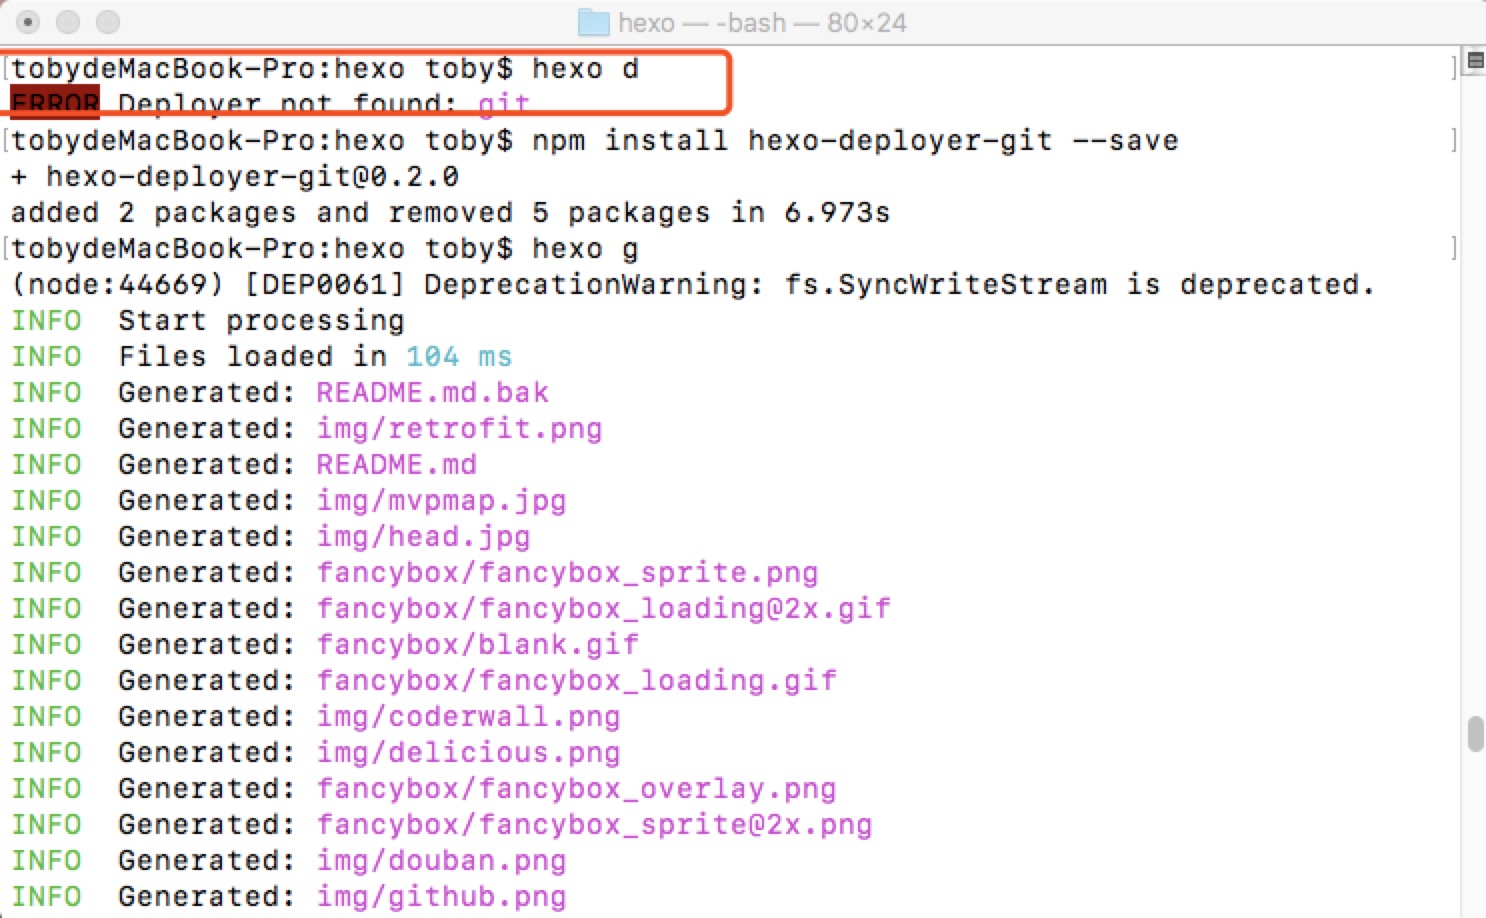 hexo — -bash — 80×24
[tobydeMacBook-Pro:hexo toby$ hexo d ]
ERROR Deployer not found: git
[tobydeMacBook-Pro:hexo toby$ npm install hexo-deployer-git --save ]
+ hexo-deployer-git@0.2.0
added 2 packages and removed 5 packages in 6.973s
[tobydeMacBook-Pro:hexo toby$ hexo g ]
(node:44669) [DEP0061] DeprecationWarning: fs.SyncWriteStream is deprecated.
INFO  Start processing
INFO  Files loaded in 104 ms
INFO  Generated: README.md.bak
INFO  Generated: img/retrofit.png
INFO  Generated: README.md
INFO  Generated: img/mvpmap.jpg
INFO  Generated: img/head.jpg
INFO  Generated: fancybox/fancybox_sprite.png
INFO  Generated: fancybox/fancybox_loading@2x.gif
INFO  Generated: fancybox/blank.gif
INFO  Generated: fancybox/fancybox_loading.gif
INFO  Generated: img/coderwall.png
INFO  Generated: img/delicious.png
INFO  Generated: fancybox/fancybox_overlay.png
INFO  Generated: fancybox/fancybox_sprite@2x.png
INFO  Generated: img/douban.png
INFO  Generated: img/github.png